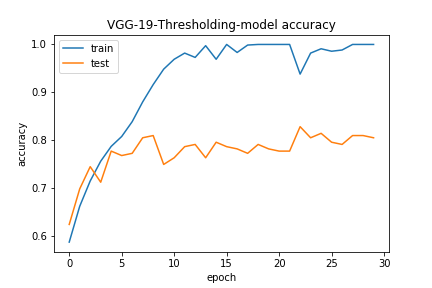 VGG-19-Thresholding-model accuracy
train
test
accuracy
1.0
0.9
0.8
0.7
0.6
0 5 10 15 20 25 30
epoch